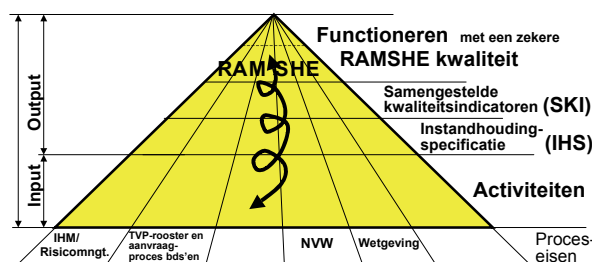 Functioneren met een zekere
RAMSHE kwaliteit
RAMSHE
Samengestelde
kwaliteitsindicatoren (SKI)
Instandhouding-
specificatie (IHS)
Activiteiten
Output
Input
IHM/
Risicomngt.
TVP-rooster en
aanvraag-
proces bds'en
NVW
Wetgeving
Proces-
eisen